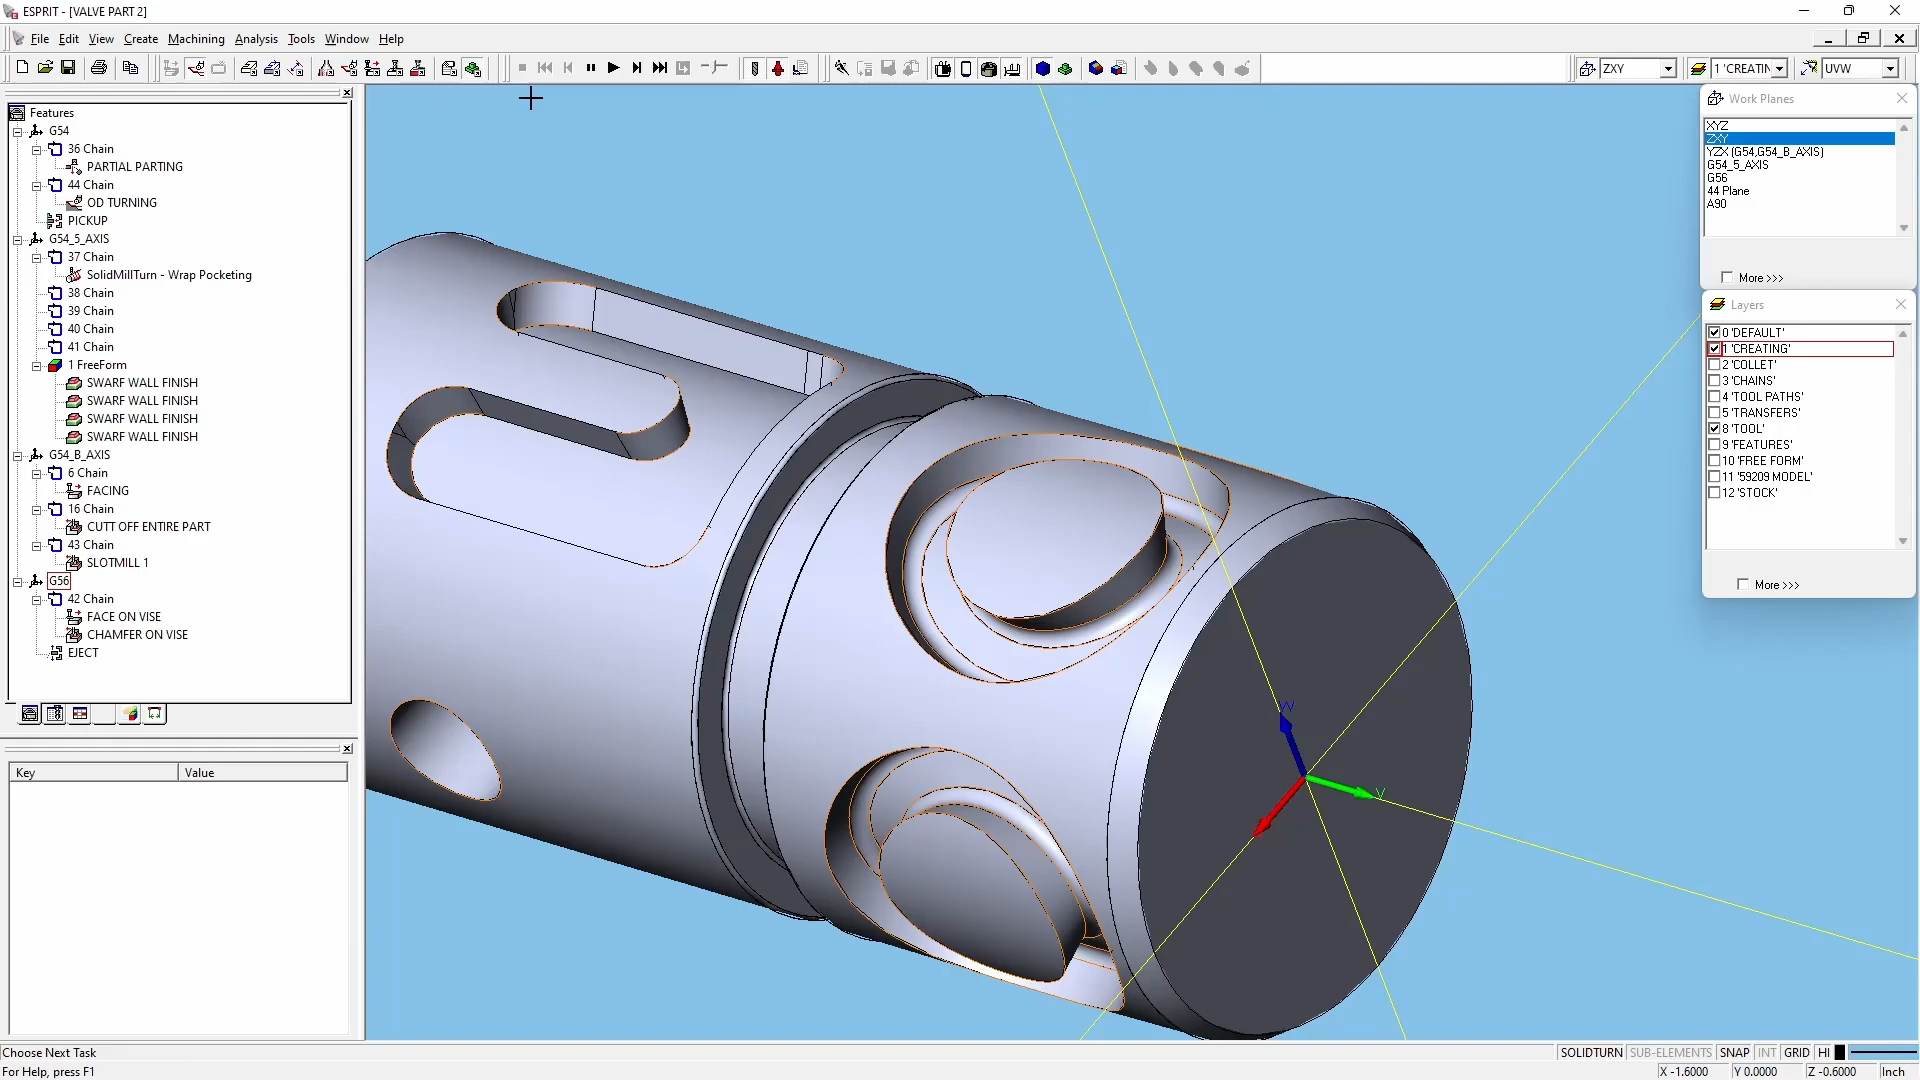 ESPRIT - [VALVE PART 2]
File Edit View Create Machining Analysis Tools Window Help
ZXY 1 'CREATIN UVW
Features
G54
36 Chain
PARTIAL PARTING
44 Chain
OD TURNING
PICKUP
G54_5_AXIS
37 Chain
SolidMillTurn - Wrap Pocketing
38 Chain
39 Chain
40 Chain
41 Chain
1 FreeForm
SWARF WALL FINISH
SWARF WALL FINISH
SWARF WALL FINISH
SWARF WALL FINISH
G54_B_AXIS
6 Chain
FACING
16 Chain
CUTT OFF ENTIRE PART
43 Chain
SLOTMILL 1
G56
42 Chain
FACE ON VISE
CHAMFER ON VISE
EJECT
Key Value
W
V
Work Planes
XYZ
ZXY
YZX (G54,G54_B_AXIS)
G54_5_AXIS
G56
44 Plane
A90
More >>>
Layers
0 'DEFAULT'
1 'CREATING'
2 'COLLET'
3 'CHAINS'
4 'TOOL PATHS'
5 'TRANSFERS'
8 'TOOL'
9 'FEATURES'
10 'FREE FORM'
11 '59209 MODEL'
12 'STOCK'
More >>>
Choose Next Task SOLIDTURN SUB-ELEMENTS SNAP INT GRID HI
For Help, press F1 X -1.6000 Y 0.0000 Z -0.6000 Inch